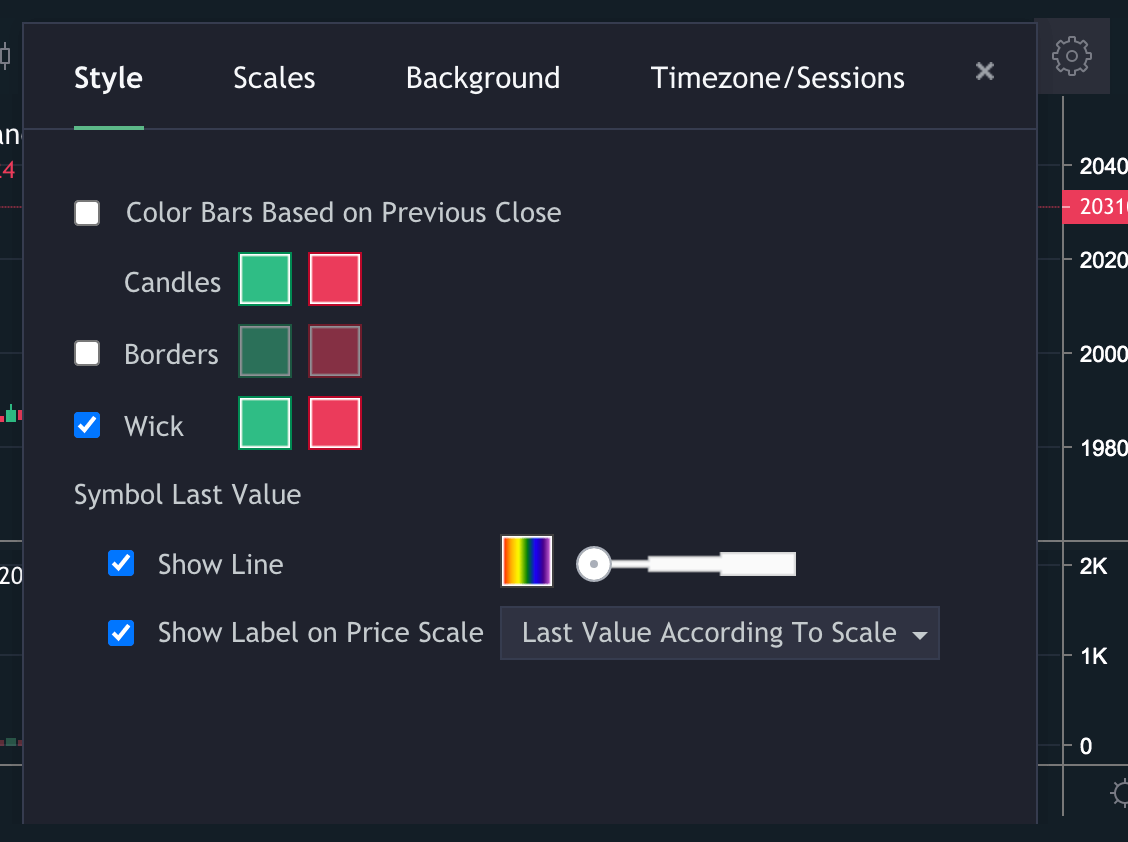 Style Scales Background Timezone/Sessions
Color Bars Based on Previous Close
Candles
Borders
Wick
Symbol Last Value
Show Line
Show Label on Price Scale Last Value According To Scale
2040
2031
2020
2000
1980
2K
1K
0
20